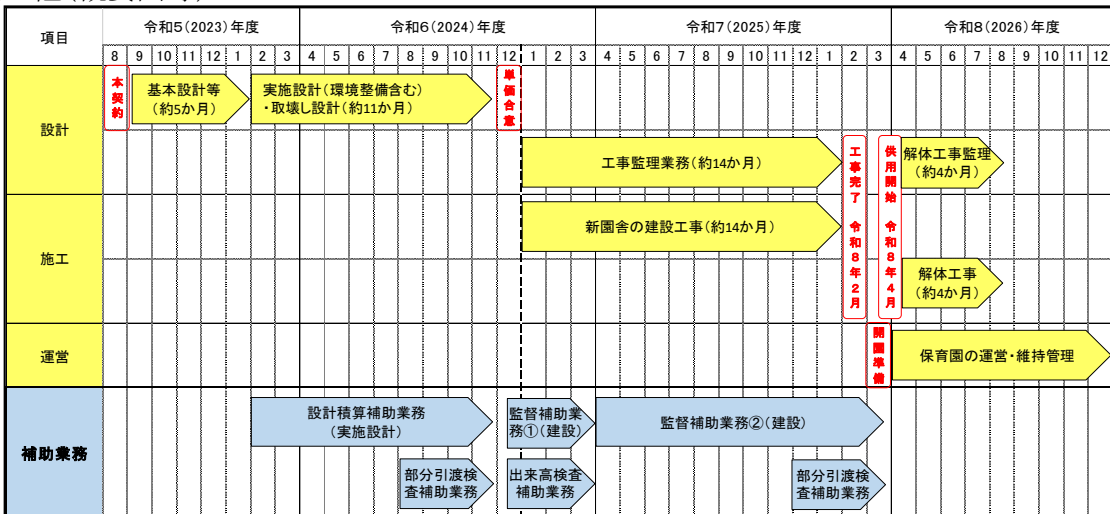 項目
令和5(2023)年度
令和6(2024)年度
令和7(2025)年度
令和8(2026)年度
8 9 10 11 12 1 2 3 4 5 6 7 8 9 10 11 12 1 2 3 4 5 6 7 8 9 10 11 12 1 2 3 4 5 6 7 8 9 10 11 12
設計
本契約
基本設計等
(約5か月)
実施設計(環境整備含む)
・取壊し設計(約11か月)
単価合意
工事監理業務(約14か月)
工事完了 令和8年2月
供用開始 令和8年4月
解体工事監理
(約4か月)
施工
新園舎の建設工事(約14か月)
解体工事
(約4か月)
運営
開園準備
保育園の運営・維持管理
補助業務
設計積算補助業務
(実施設計)
監督補助業
務①(建設)
監督補助業務②(建設)
部分引渡検
査補助業務
出来高検査
補助業務
部分引渡検
査補助業務